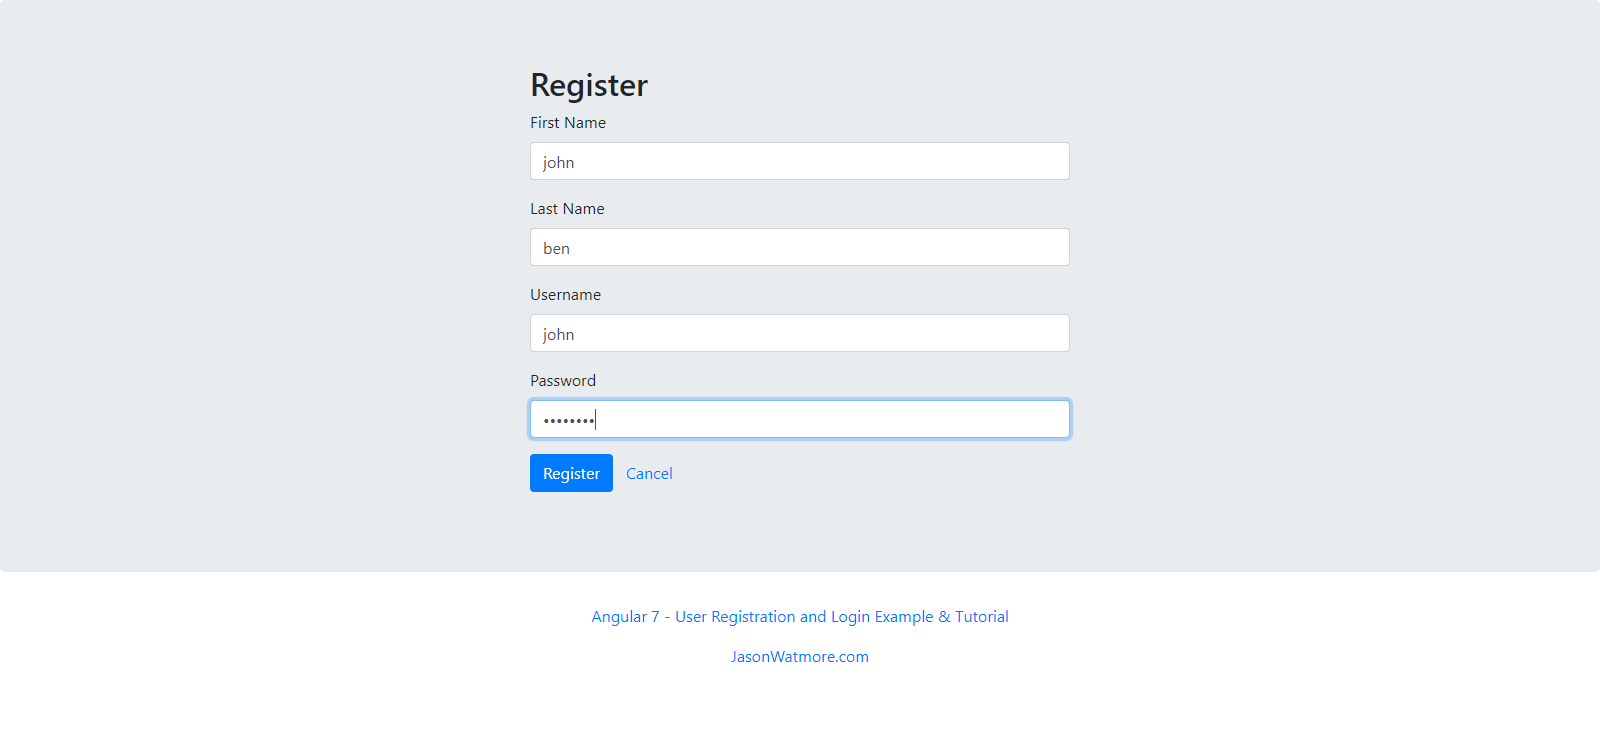 Register
First Name
john
Last Name
ben
Username
john
Password
••••••••
Register Cancel
Angular 7 - User Registration and Login Example & Tutorial
JasonWatmore.com